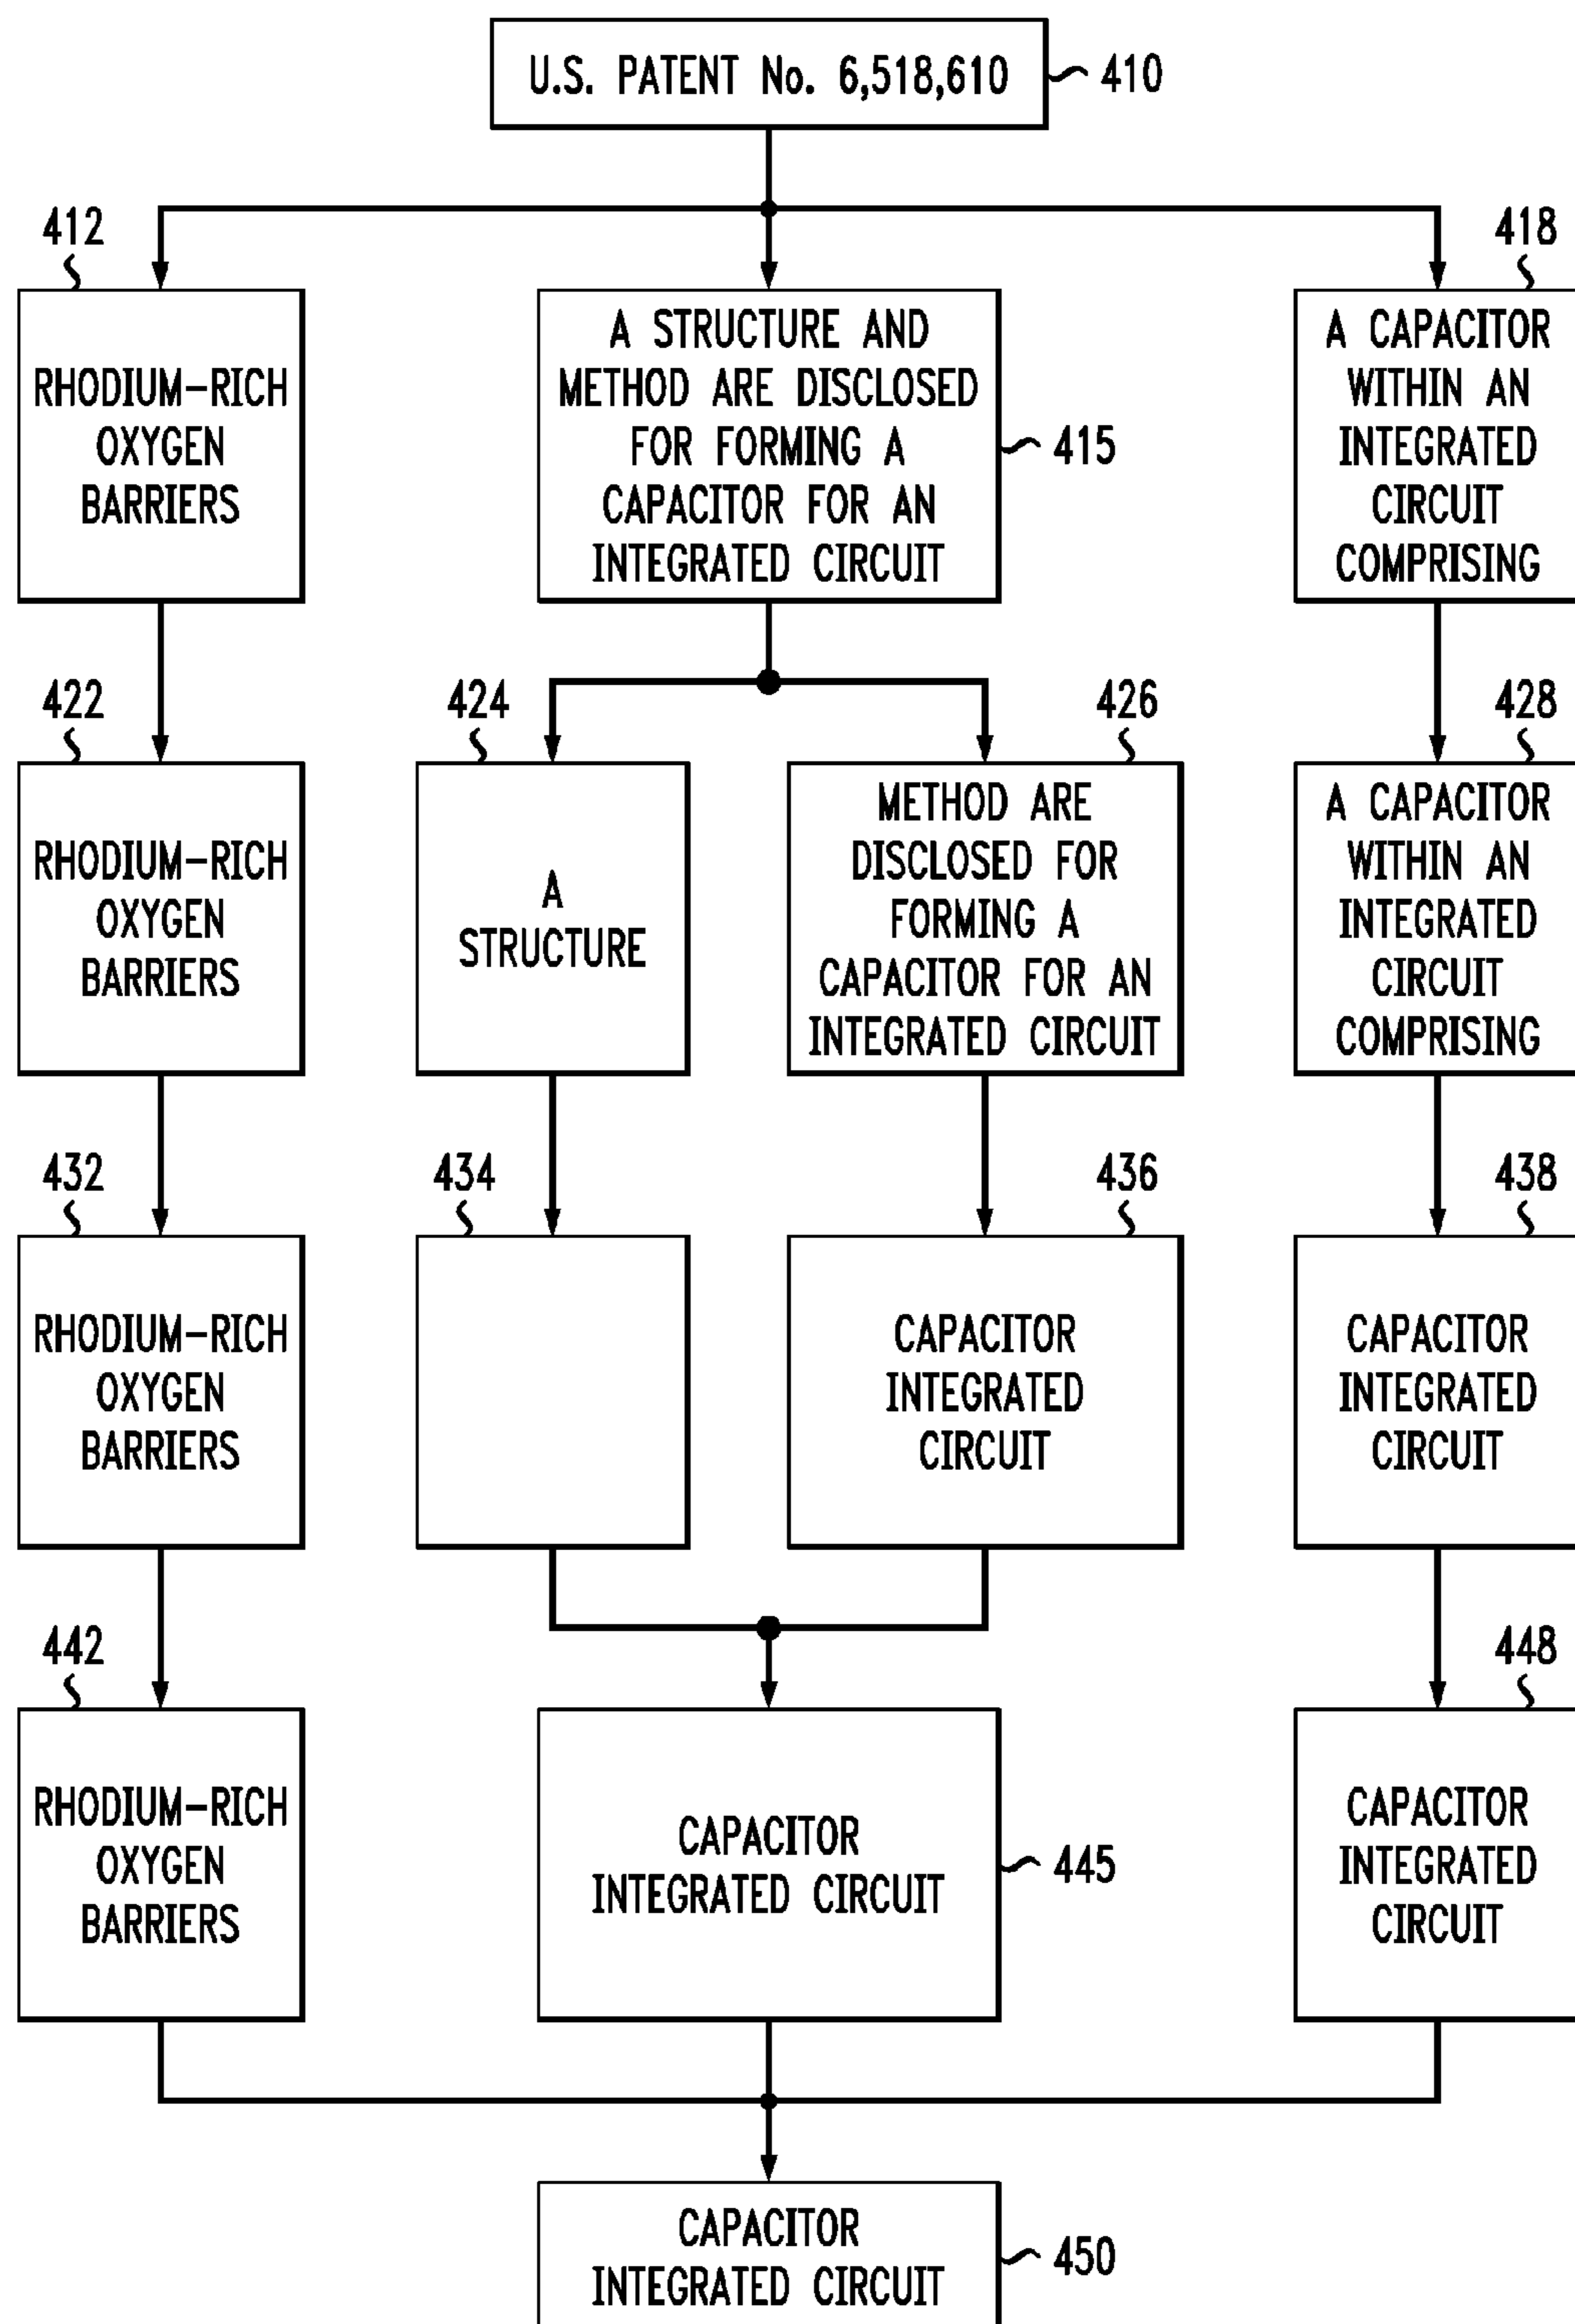 U.S. PATENT No. 6,518,610
410
412
418
RHODIUM-RICH
OXYGEN
BARRIERS
A STRUCTURE AND
METHOD ARE DISCLOSED
FOR FORMING A
CAPACITOR FOR AN
INTEGRATED CIRCUIT
415
A CAPACITOR
WITHIN AN
INTEGRATED
CIRCUIT
COMPRISING
422
424
426
428
RHODIUM-RICH
OXYGEN
BARRIERS
A
STRUCTURE
METHOD ARE
DISCLOSED FOR
FORMING A
CAPACITOR FOR AN
INTEGRATED CIRCUIT
A CAPACITOR
WITHIN AN
INTEGRATED
CIRCUIT
COMPRISING
432
434
436
438
RHODIUM-RICH
OXYGEN
BARRIERS
CAPACITOR
INTEGRATED
CIRCUIT
CAPACITOR
INTEGRATED
CIRCUIT
442
448
RHODIUM-RICH
OXYGEN
BARRIERS
CAPACITOR
INTEGRATED CIRCUIT
445
CAPACITOR
INTEGRATED
CIRCUIT
CAPACITOR
INTEGRATED CIRCUIT
450